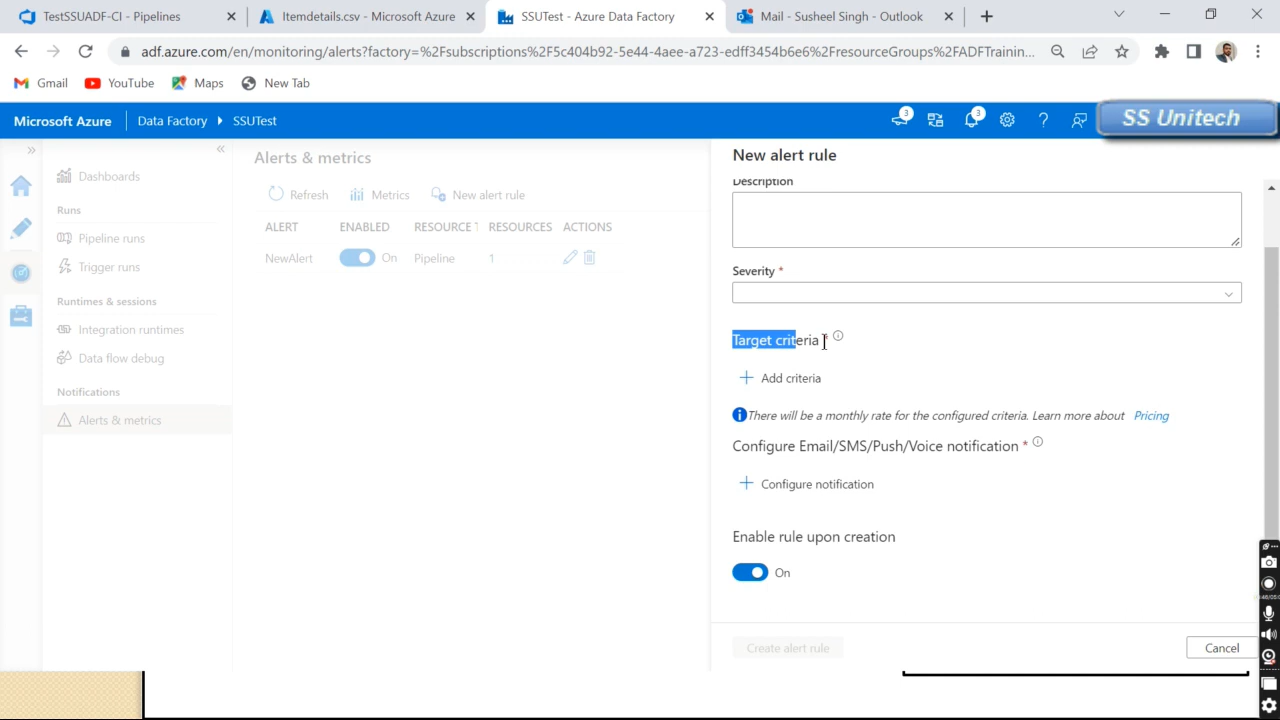 TestSSUADF-CI - Pipelines
Itemdetails.csv - Microsoft Azure
SSUTest - Azure Data Factory
Mail - Susheel Singh - Outlook
adf.azure.com/en/monitoring/alerts?factory=%2Fsubscriptions%2F5c404b92-5e44-4aee-a723-edff3454b6e6%2FresourceGroups%2FADFTrainin...
Gmail
YouTube
Maps
New Tab
Microsoft Azure
Data Factory
SSUTest
3
3
SS Unitech
Dashboards
Runs
Pipeline runs
Trigger runs
Runtimes & sessions
Integration runtimes
Data flow debug
Notifications
Alerts & metrics
Alerts & metrics
Refresh
Metrics
New alert rule
ALERT ENABLED RESOURCE T RESOURCES ACTIONS
NewAlert On Pipeline 1
New alert rule
Description
Severity *
Target criteria *
Add criteria
There will be a monthly rate for the configured criteria. Learn more about Pricing
Configure Email/SMS/Push/Voice notification *
Configure notification
Enable rule upon creation
On
Create alert rule
Cancel